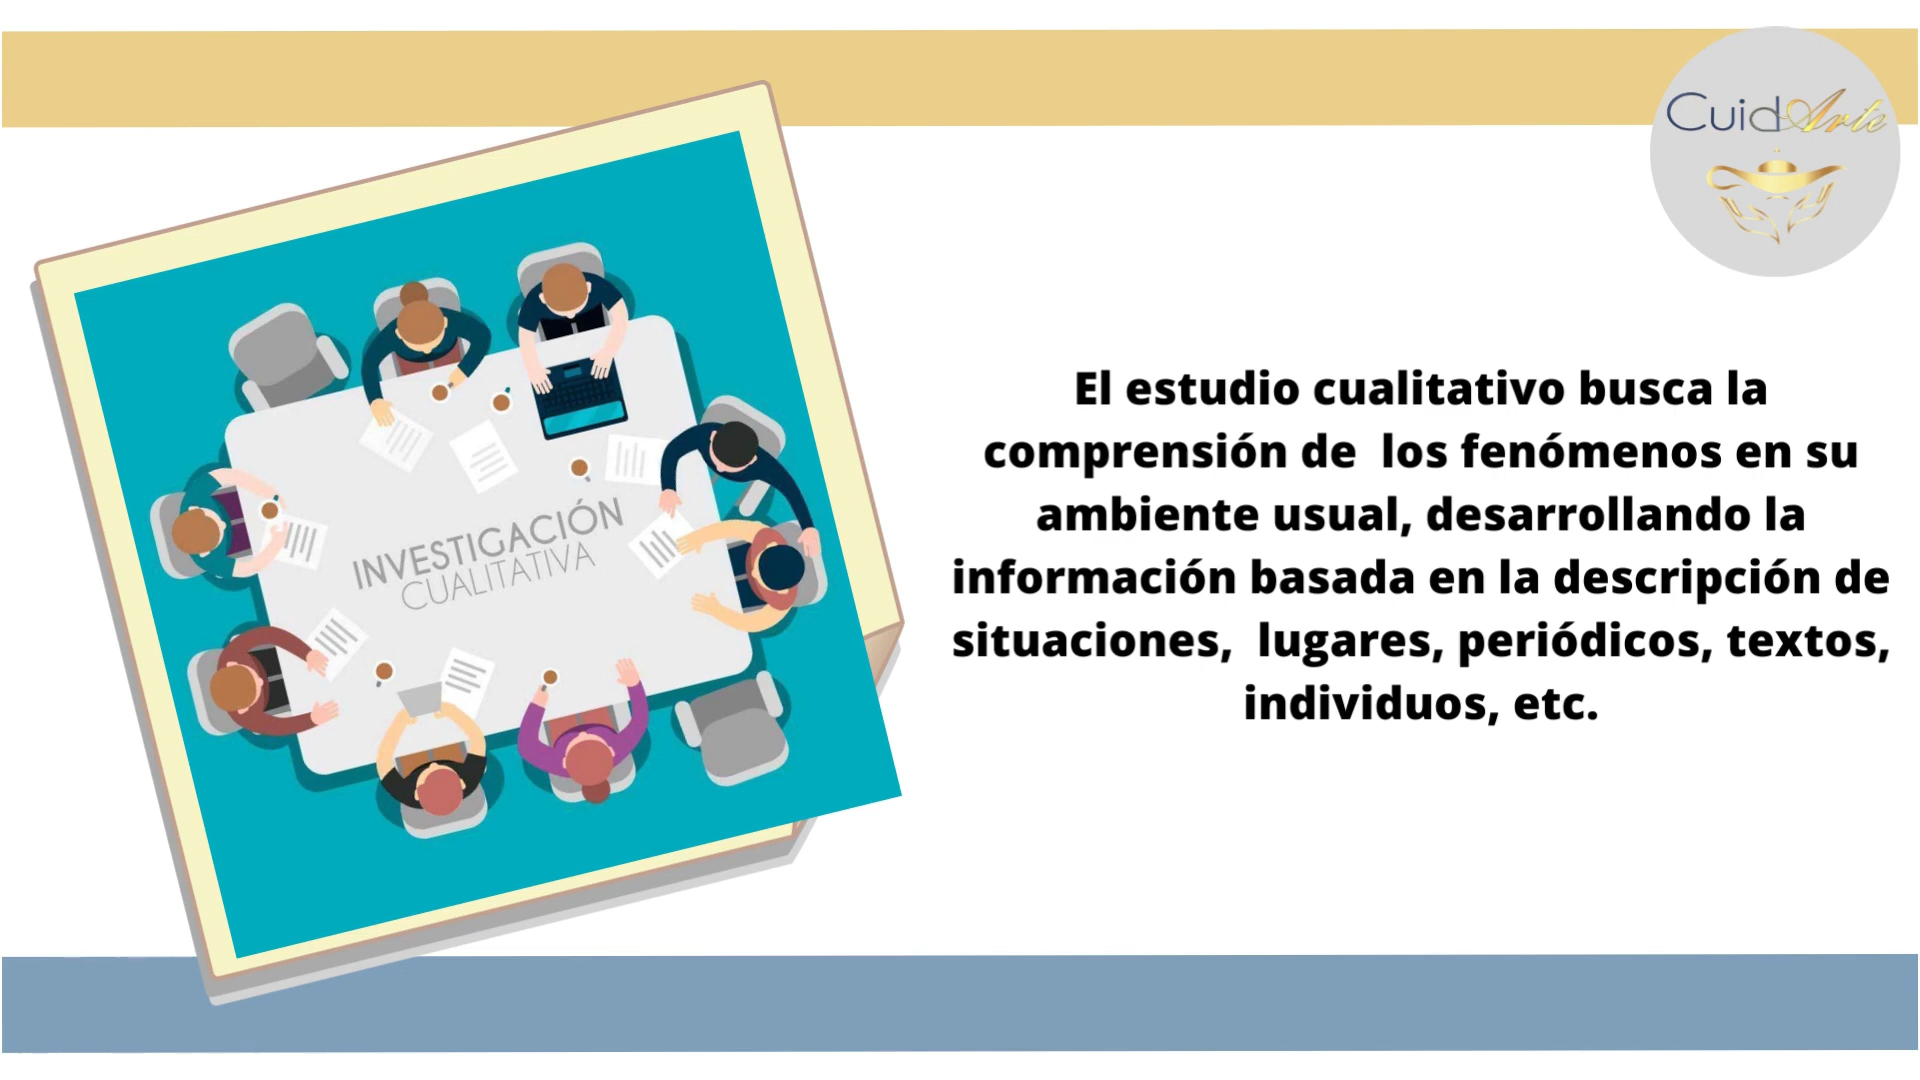 CuidArte
INVESTIGACIÓN
CUALITATIVA
El estudio cualitativo busca la
comprensión de  los fenómenos en su
ambiente usual, desarrollando la
información basada en la descripción de
situaciones,  lugares, periódicos, textos,
individuos, etc.